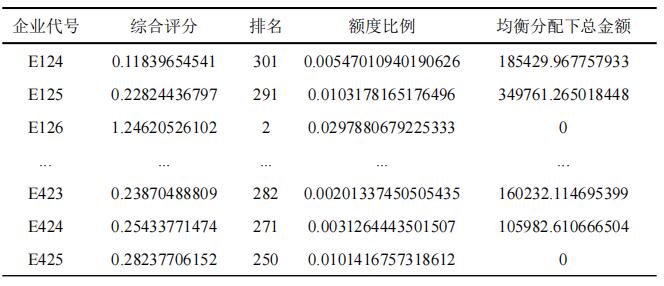 企业代号 综合评分 排名 额度比例 均衡分配下总金额
E124 0.11839654541 301 0.00547010940190626 185429.967757933
E125 0.22824436797 291 0.0103178165176496 349761.265018448
E126 1.24620526102 2 0.0297880679225333 0
... ... ... ... ...
E423 0.23870488809 282 0.00201337450505435 160232.114695399
E424 0.25433771474 271 0.0031264443501507 105982.610666504
E425 0.28237706152 250 0.0101416757318612 0